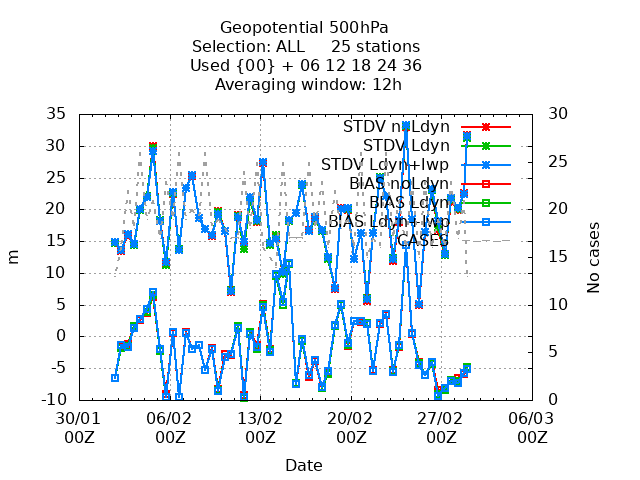 Geopotential 500hPa
Selection: ALL     25 stations
Used {00} + 06 12 18 24 36
Averaging window: 12h
35
30
25
20
15
10
5
0
-5
-10
m
30
25
20
15
10
5
0
No cases
STDV noLdyn
STDV Ldyn
STDV Ldyn+lwp
BIAS noLdyn
BIAS Ldyn
BIAS Ldyn+lwp
CASES
30/01 06/02 13/02 20/02 27/02 06/03
00Z 00Z 00Z 00Z 00Z 00Z
Date